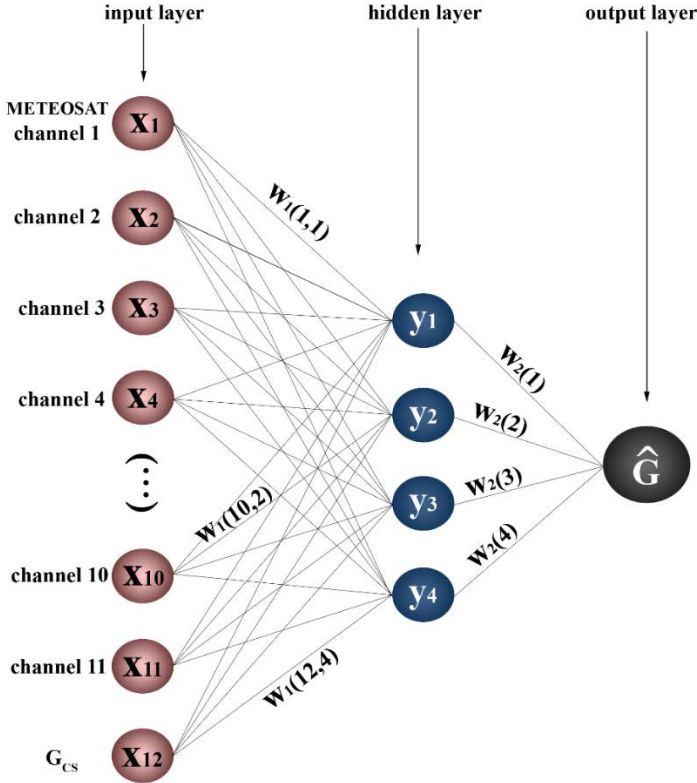 input layer
hidden layer
output layer
METEOSAT
channel 1
x1
channel 2
x2
channel 3
x3
channel 4
x4
(...)
channel 10
x10
channel 11
x11
GCS
x12
W1(1,1)
W1(10,2)
W1(12,4)
y1
y2
y3
y4
W2(1)
W2(2)
W2(3)
W2(4)
Ĝ